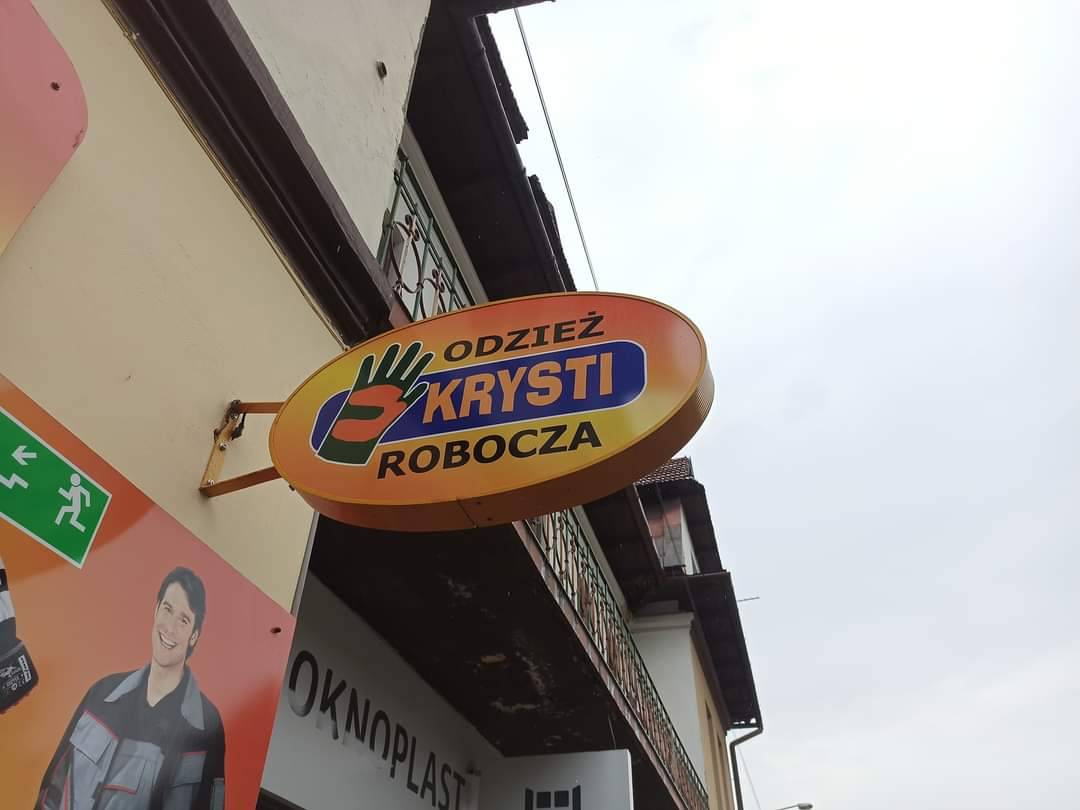 ODZIEŻ
KRYSTI
ROBOCZA
OKNOPLAST